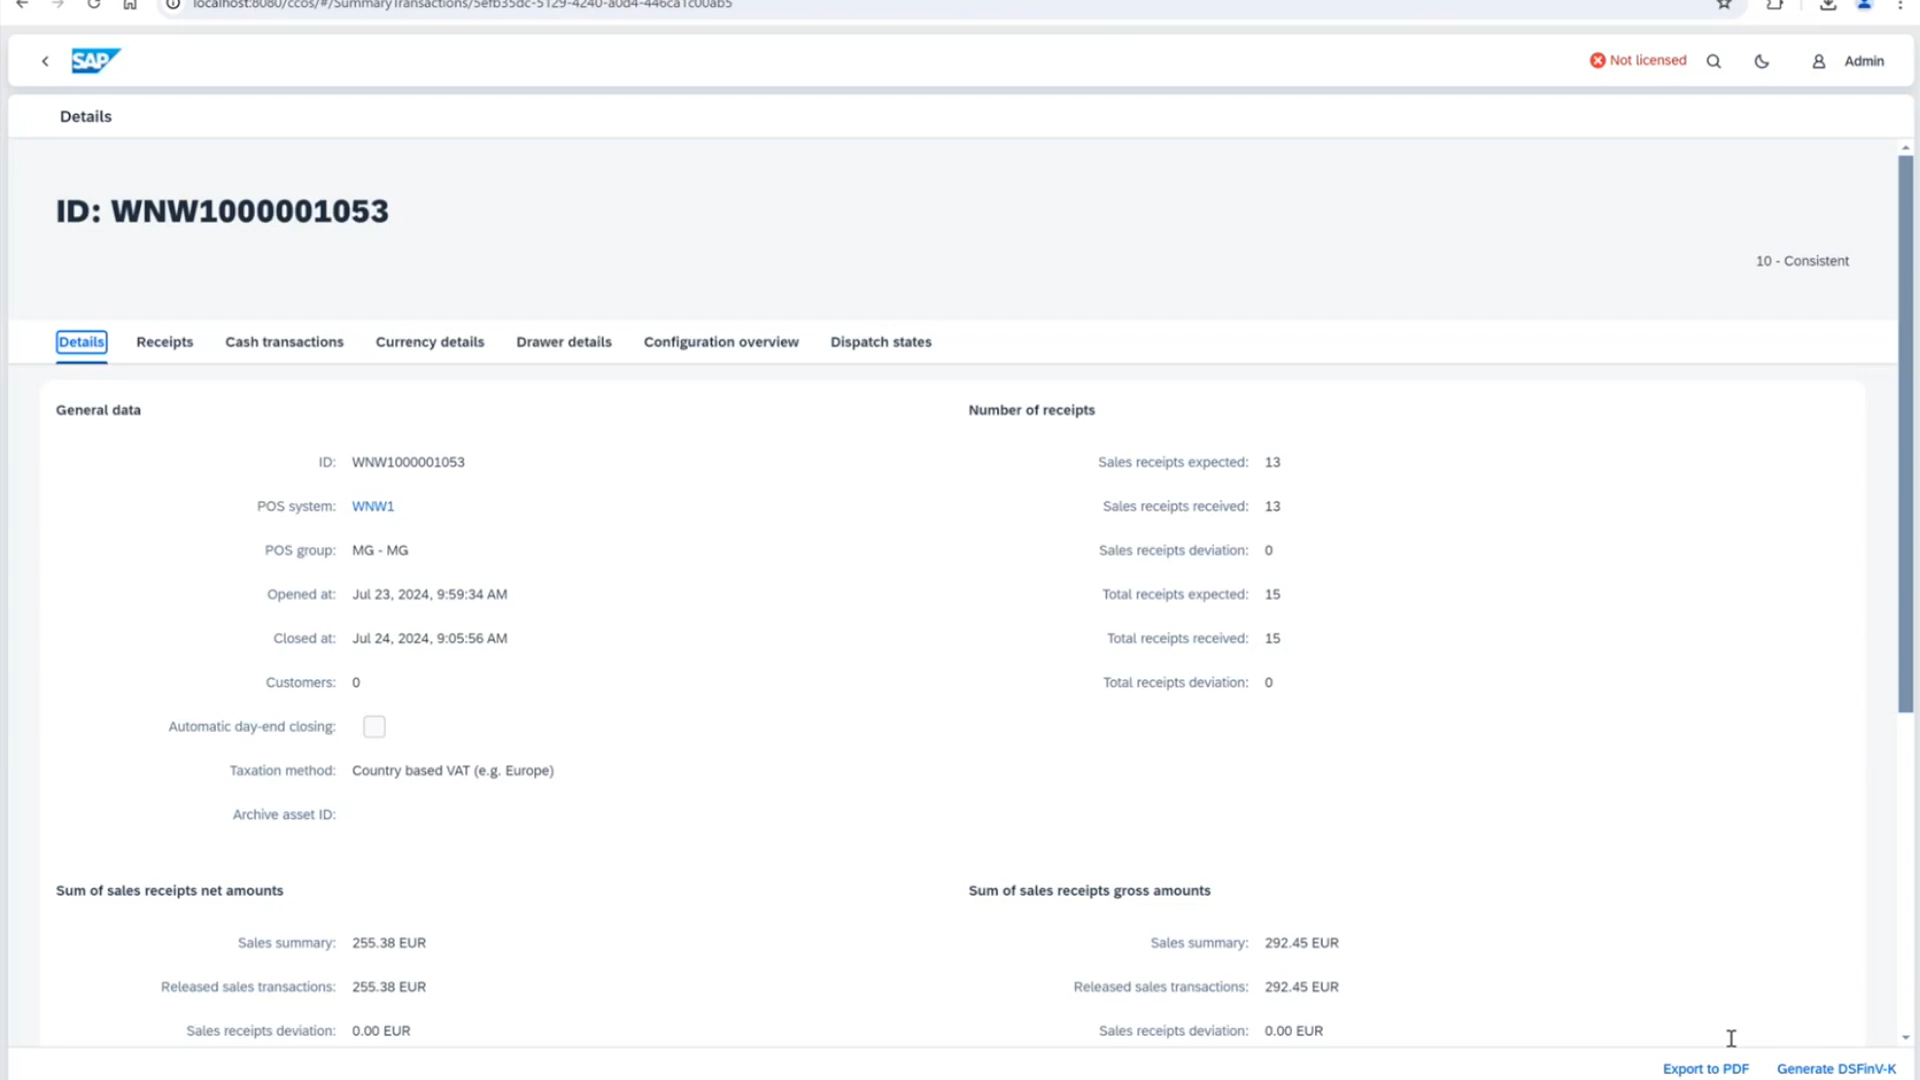 localhost:8080/ccos/#/SummaryTransactions/5efb35dc-5129-4240-a0d4-446ca1c00ab5
SAP
Not licensed
Admin
Details
ID: WNW1000001053
10 - Consistent
Details
Receipts
Cash transactions
Currency details
Drawer details
Configuration overview
Dispatch states
General data
ID: WNW1000001053
POS system: WNW1
POS group: MG - MG
Opened at: Jul 23, 2024, 9:59:34 AM
Closed at: Jul 24, 2024, 9:05:56 AM
Customers: 0
Automatic day-end closing:
Taxation method: Country based VAT (e.g. Europe)
Archive asset ID:
Number of receipts
Sales receipts expected: 13
Sales receipts received: 13
Sales receipts deviation: 0
Total receipts expected: 15
Total receipts received: 15
Total receipts deviation: 0
Sum of sales receipts net amounts
Sales summary: 255.38 EUR
Released sales transactions: 255.38 EUR
Sales receipts deviation: 0.00 EUR
Sum of sales receipts gross amounts
Sales summary: 292.45 EUR
Released sales transactions: 292.45 EUR
Sales receipts deviation: 0.00 EUR
Export to PDF
Generate DSFinV-K